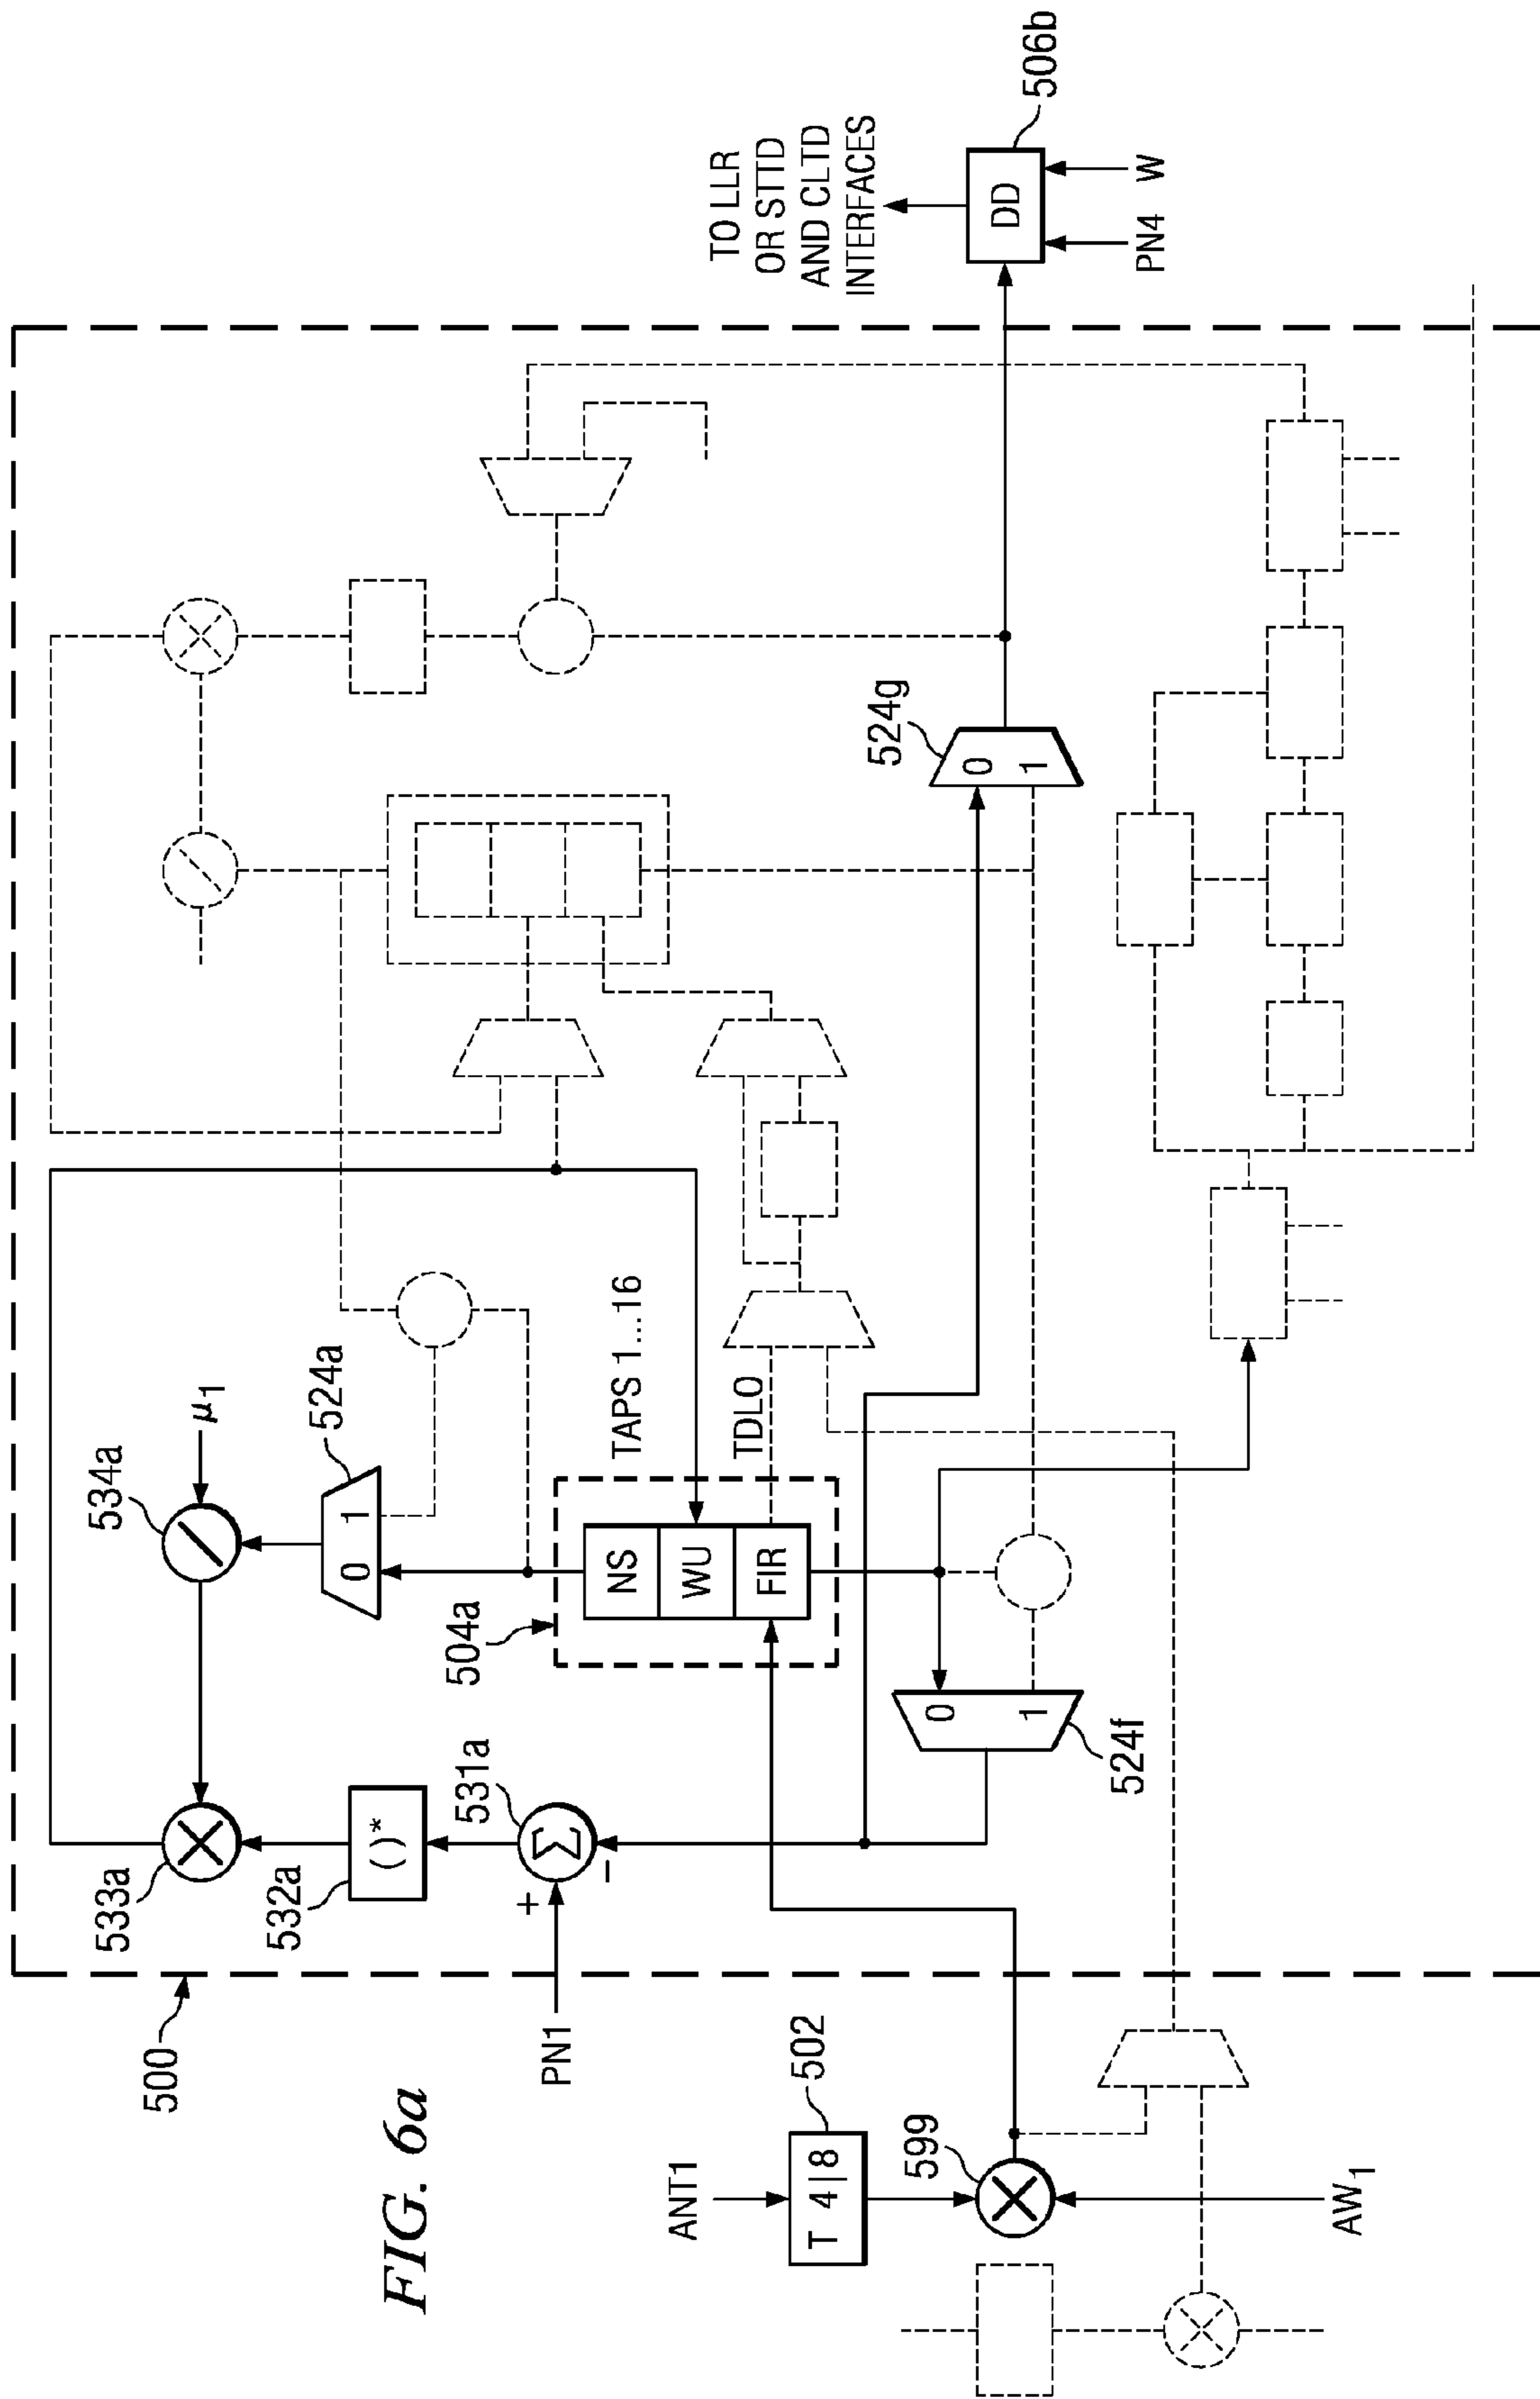 FIG. 6a
500
533a
534a
μ1
532a
( )*
524a
0 1
PN1
+
−
Σ
531a
504a
NS
WU
FIR
TAPS 1...16
TDLO
ANT1
T 4|8
502
599
AW1
0
1
524f
0
1
524g
TO LLR
OR STTD
AND CLTD
INTERFACES
DD
506b
PN4
W